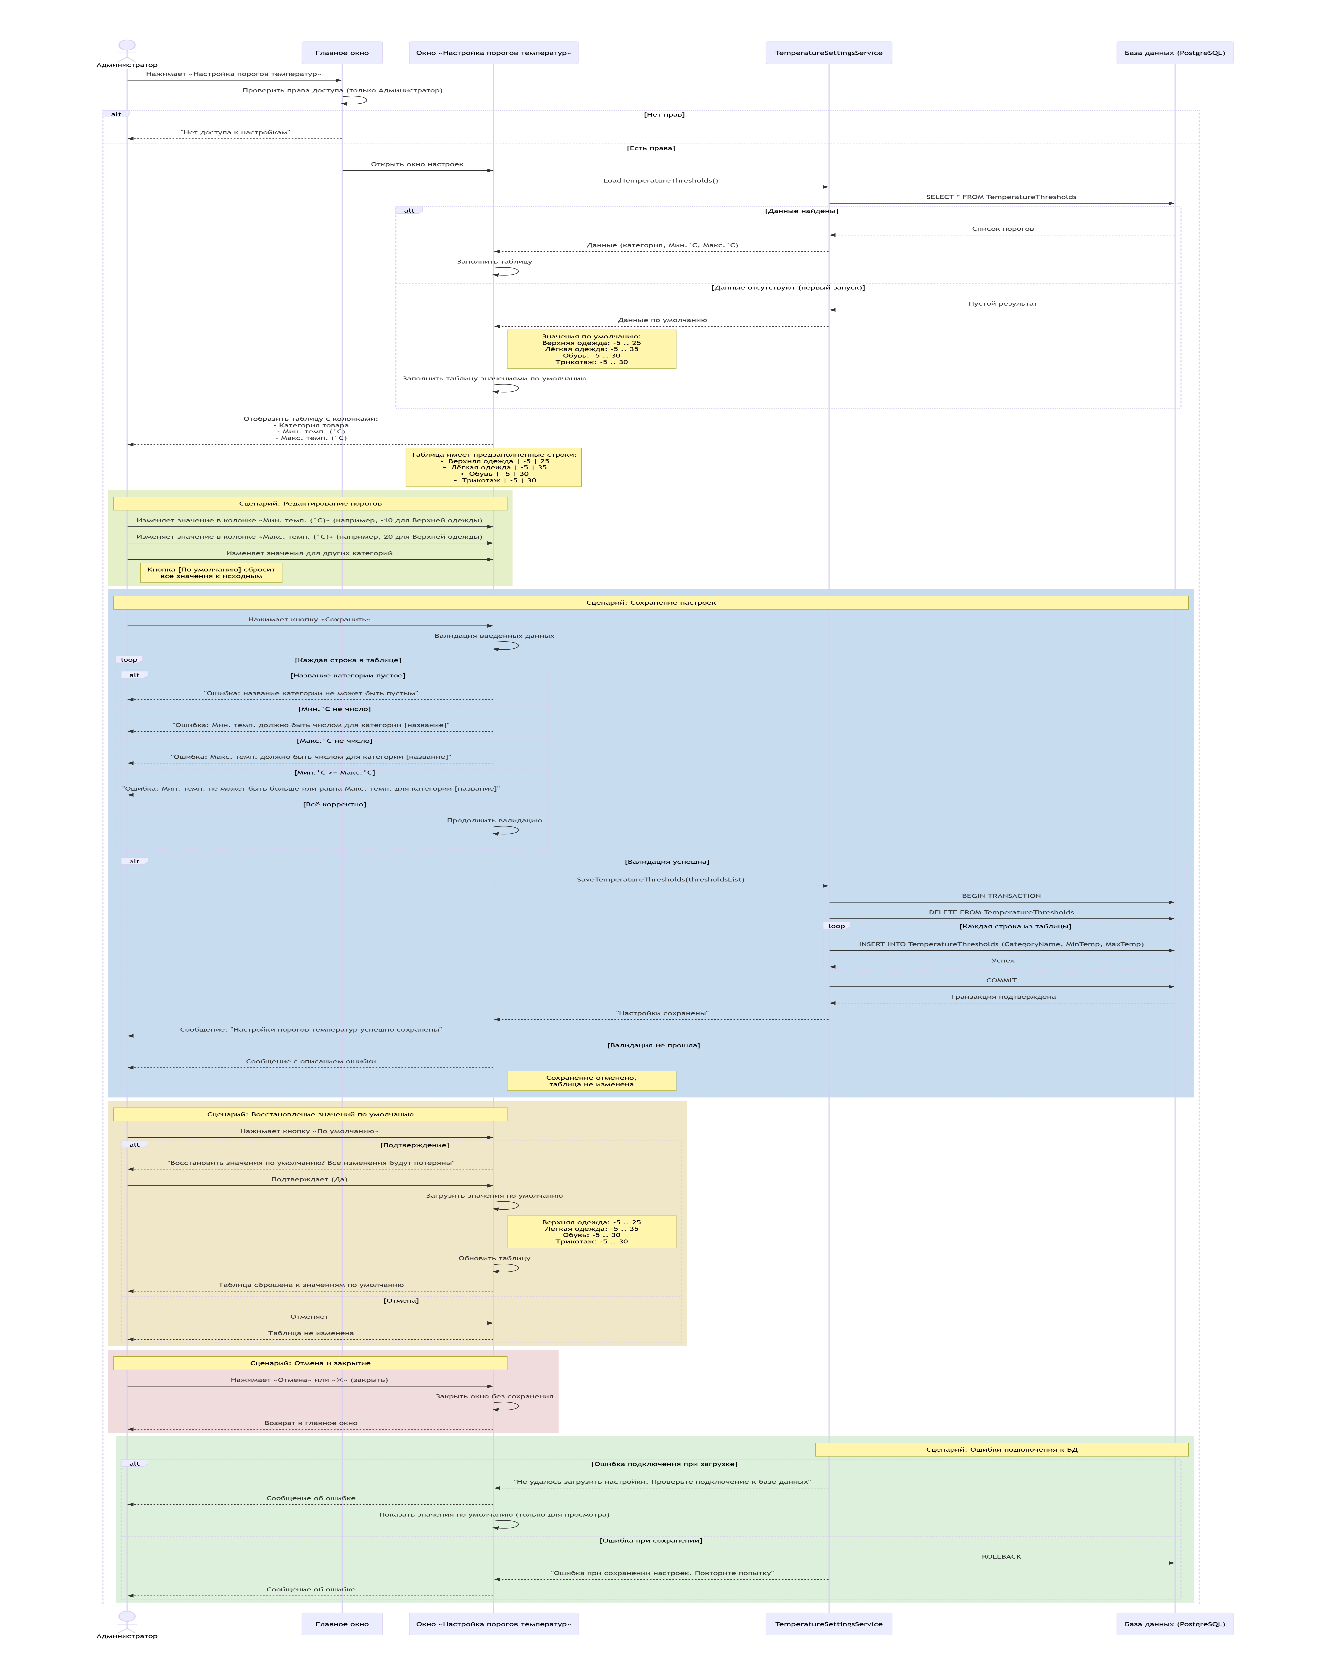 Администратор
Главное окно
Окно «Настройка порогов температур»
TemperatureSettingsService
База данных (PostgreSQL)
Нажимает «Настройка порогов температур»
Проверить права доступа (только Администратор)
alt
[Нет прав]
"Нет доступа к настройкам"
[Есть права]
Открыть окно настроек
LoadTemperatureThresholds()
SELECT * FROM TemperatureThresholds
alt
[Данные найдены]
Список порогов
Данные (категория, Мин.°C, Макс.°C)
Заполнить таблицу
[Данные отсутствуют (первый запуск)]
Пустой результат
Данные по умолчанию
Значения по умолчанию:
Верхняя одежда: -5 .. 25
Лёгкая одежда: -5 .. 35
Обувь: -5 .. 30
Трикотаж: -5 .. 30
Заполнить таблицу значениями по умолчанию
Отобразить таблицу с колонками:
- Категория товара
- Мин. темп. (°C)
- Макс. темп. (°C)
Таблица имеет предзаполненные строки:
• Верхняя одежда | -5 | 25
• Лёгкая одежда | -5 | 35
• Обувь | -5 | 30
• Трикотаж | -5 | 30
Сценарий: Редактирование порогов
Изменяет значение в колонке «Мин. темп. (°C)» (например, -10 для Верхней одежды)
Изменяет значение в колонке «Макс. темп. (°C)» (например, 20 для Верхней одежды)
Изменяет значения для других категорий
Кнопка [По умолчанию] сбросит
все значения к исходным
Сценарий: Сохранение настроек
Нажимает кнопку «Сохранить»
Валидация введенных данных
loop
[Каждая строка в таблице]
alt
[Название категории пустое]
"Ошибка: название категории не может быть пустым"
[Мин.°C не число]
"Ошибка: Мин. темп. должно быть числом для категории [название]"
[Макс.°C не число]
"Ошибка: Макс. темп. должно быть числом для категории [название]"
[Мин.°C >= Макс.°C]
"Ошибка: Мин. темп. не может быть больше или равна Макс. темп. для категории [название]"
[Всё корректно]
Продолжить валидацию
alt
[Валидация успешна]
SaveTemperatureThresholds(thresholdsList)
BEGIN TRANSACTION
DELETE FROM TemperatureThresholds
loop
[Каждая строка из таблицы]
INSERT INTO TemperatureThresholds (CategoryName, MinTemp, MaxTemp)
Успех
COMMIT
Транзакция подтверждена
"Настройки сохранены"
Сообщение: "Настройки порогов температур успешно сохранены"
[Валидация не прошла]
Сообщение с описанием ошибки
Сохранение отменено,
таблица не изменена
Сценарий: Восстановление значений по умолчанию
Нажимает кнопку «По умолчанию»
alt
[Подтверждение]
"Восстановить значения по умолчанию? Все изменения будут потеряны"
Подтверждает (Да)
Загрузить значения по умолчанию
Верхняя одежда: -5 .. 25
Лёгкая одежда: -5 .. 35
Обувь: -5 .. 30
Трикотаж: -5 .. 30
Обновить таблицу
Таблица сброшена к значениям по умолчанию
[Отмена]
Отменяет
Таблица не изменена
Сценарий: Отмена и закрытие
Нажимает «Отмена» или «X» (закрыть)
Закрыть окно без сохранения
Возврат в главное окно
Сценарий: Ошибки подключения к БД
alt
[Ошибка подключения при загрузке]
"Не удалось загрузить настройки. Проверьте подключение к базе данных"
Сообщение об ошибке
Показать значения по умолчанию (только для просмотра)
[Ошибка при сохранении]
ROLLBACK
"Ошибка при сохранении настроек. Повторите попытку"
Сообщение об ошибке
Администратор
Главное окно
Окно «Настройка порогов температур»
TemperatureSettingsService
База данных (PostgreSQL)